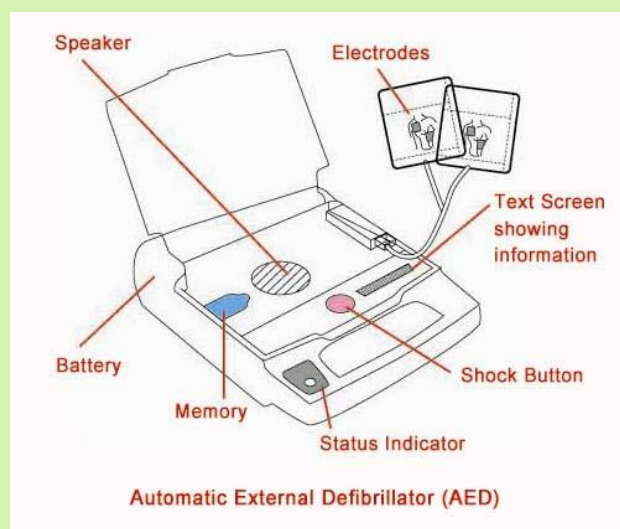 Speaker
Electrodes
Text Screen
showing
information
Battery
Shock Button
Memory
Status Indicator
Automatic External Defibrillator (AED)